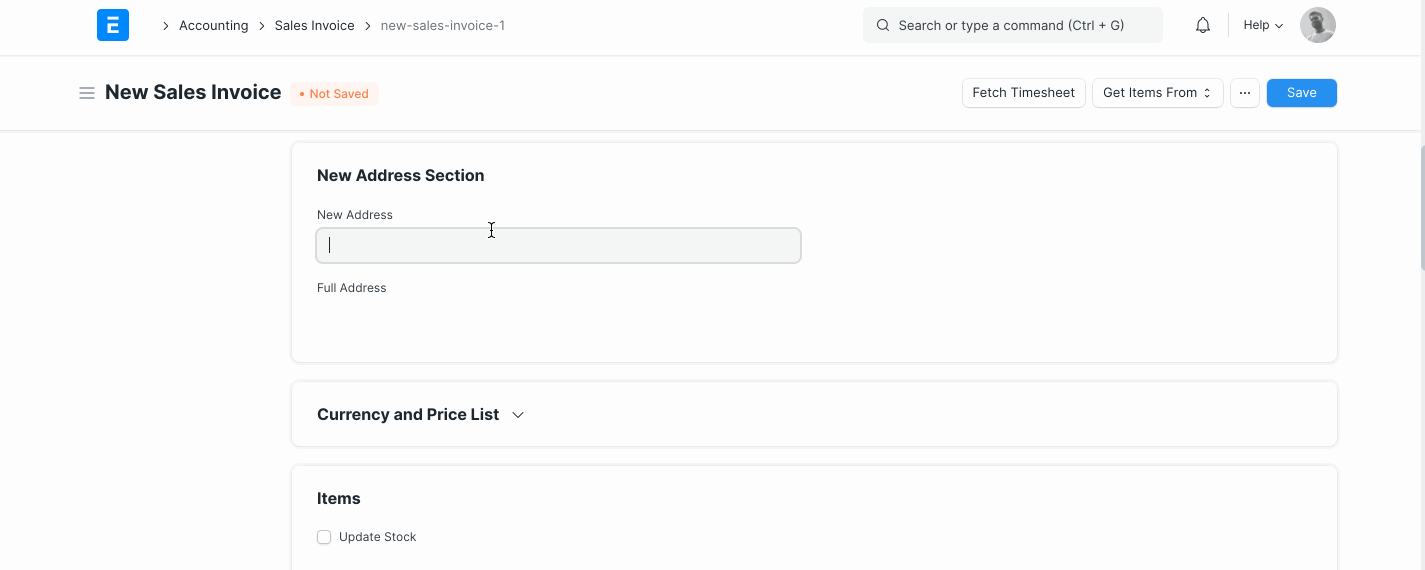 E > Accounting > Sales Invoice > new-sales-invoice-1 Search or type a command (Ctrl + G) Help
New Sales Invoice • Not Saved Fetch Timesheet Get Items From ··· Save
New Address Section
New Address
Full Address
Currency and Price List
Items
Update Stock